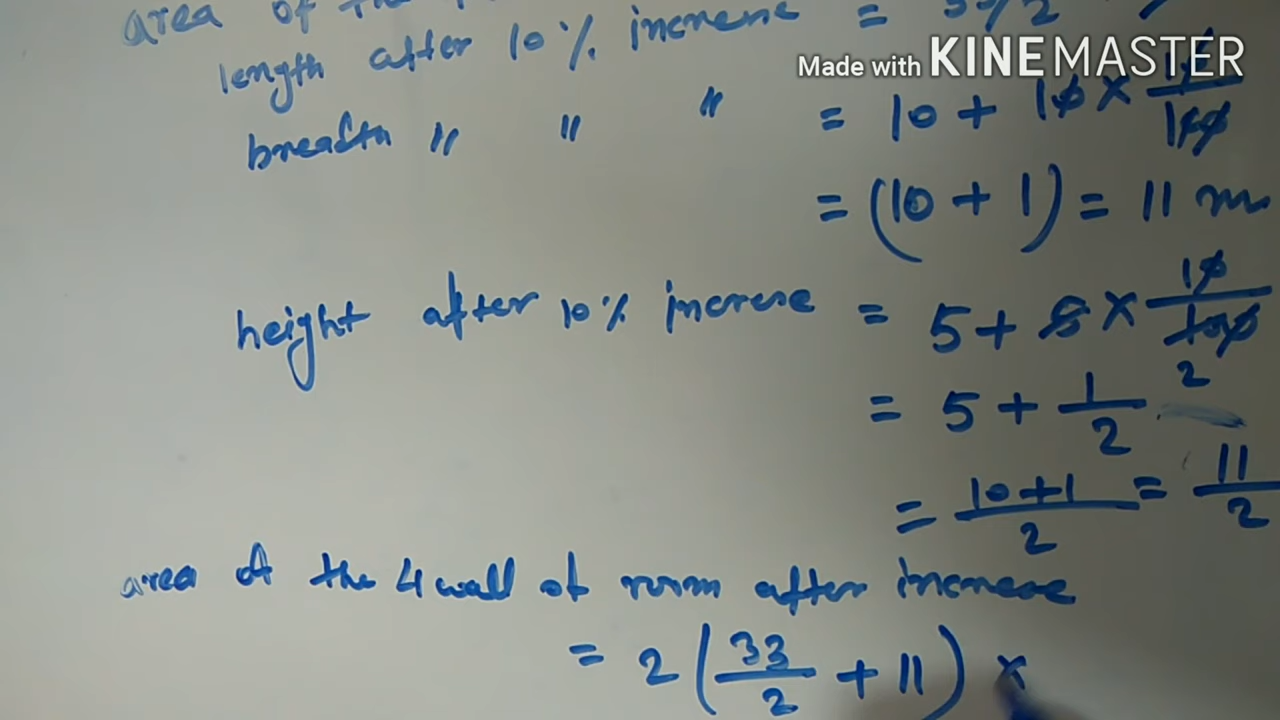 area of the
length after 10% increase = 33/2
Made with KINEMASTER
breadth " " " = 10 + 10 × 10/100
= (10 + 1) = 11 m
height after 10% increse = 5 + 5 × 10/100
2
= 5 + 1/2
= 10+1/2 = 11/2
area of the 4 wall of room after increase
= 2 ( 33/2 + 11 ) ×